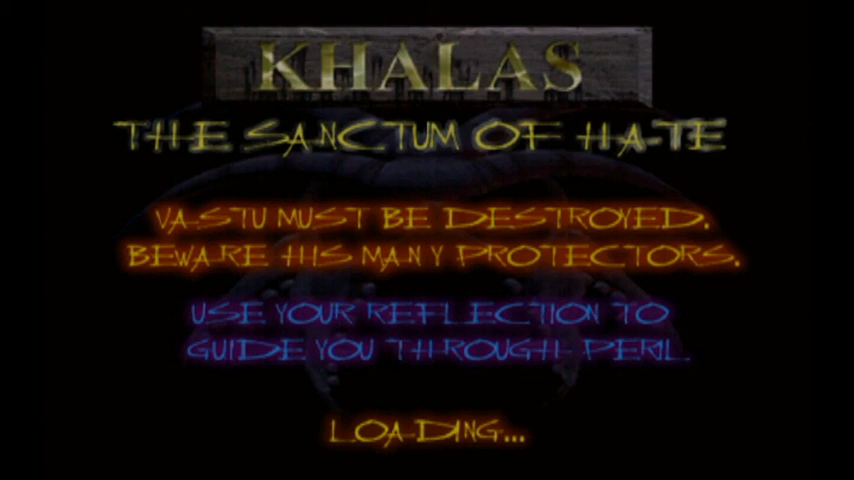 KHALAS
THE SANCTUM OF HATE
VASTU MUST BE DESTROYED.
BEWARE HIS MANY PROTECTORS.
USE YOUR REFLECTION TO
GUIDE YOU THROUGH PERIL.
LOADING...